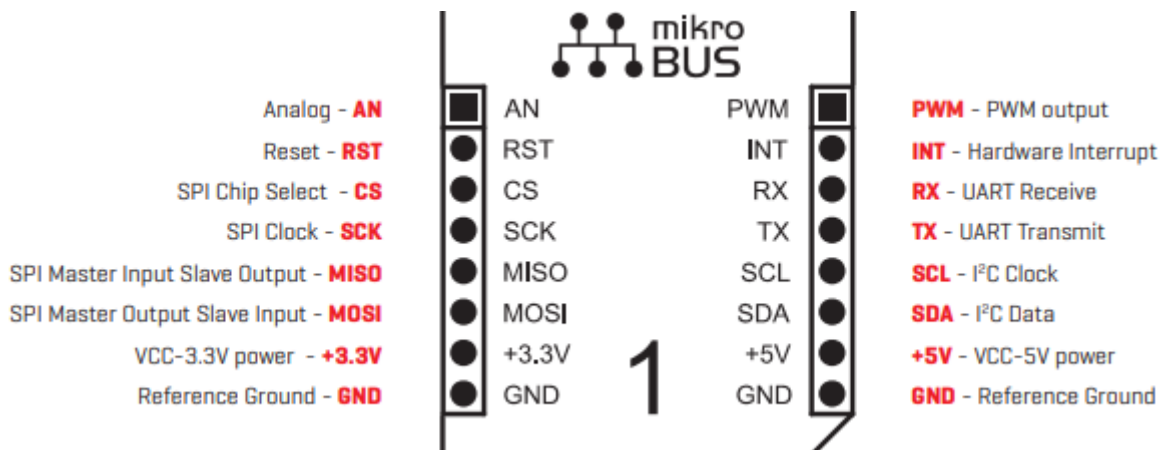 mikro
BUS
Analog - AN AN PWM PWM - PWM output
Reset - RST RST INT INT - Hardware Interrupt
SPI Chip Select - CS CS RX RX - UART Receive
SPI Clock - SCK SCK TX TX - UART Transmit
SPI Master Input Slave Output - MISO MISO SCL SCL - I²C Clock
SPI Master Output Slave Input - MOSI MOSI SDA SDA - I²C Data
VCC-3.3V power - +3.3V +3.3V 1 +5V +5V - VCC-5V power
Reference Ground - GND GND GND GND - Reference Ground